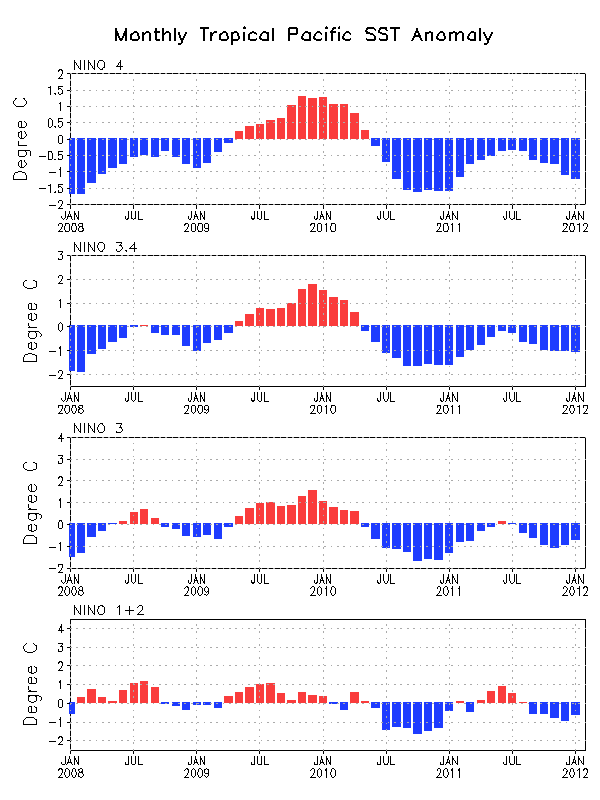 Monthly Tropical Pacific SST Anomaly
NINO 4
Degree C
2
1.5
1
0.5
0
-0.5
-1
-1.5
-2
JAN JUL JAN JUL JAN JUL JAN JUL JAN
2008 2009 2010 2011 2012
NINO 3.4
Degree C
3
2
1
0
-1
-2
JAN JUL JAN JUL JAN JUL JAN JUL JAN
2008 2009 2010 2011 2012
NINO 3
Degree C
4
3
2
1
0
-1
-2
JAN JUL JAN JUL JAN JUL JAN JUL JAN
2008 2009 2010 2011 2012
NINO 1+2
Degree C
4
3
2
1
0
-1
-2
JAN JUL JAN JUL JAN JUL JAN JUL JAN
2008 2009 2010 2011 2012